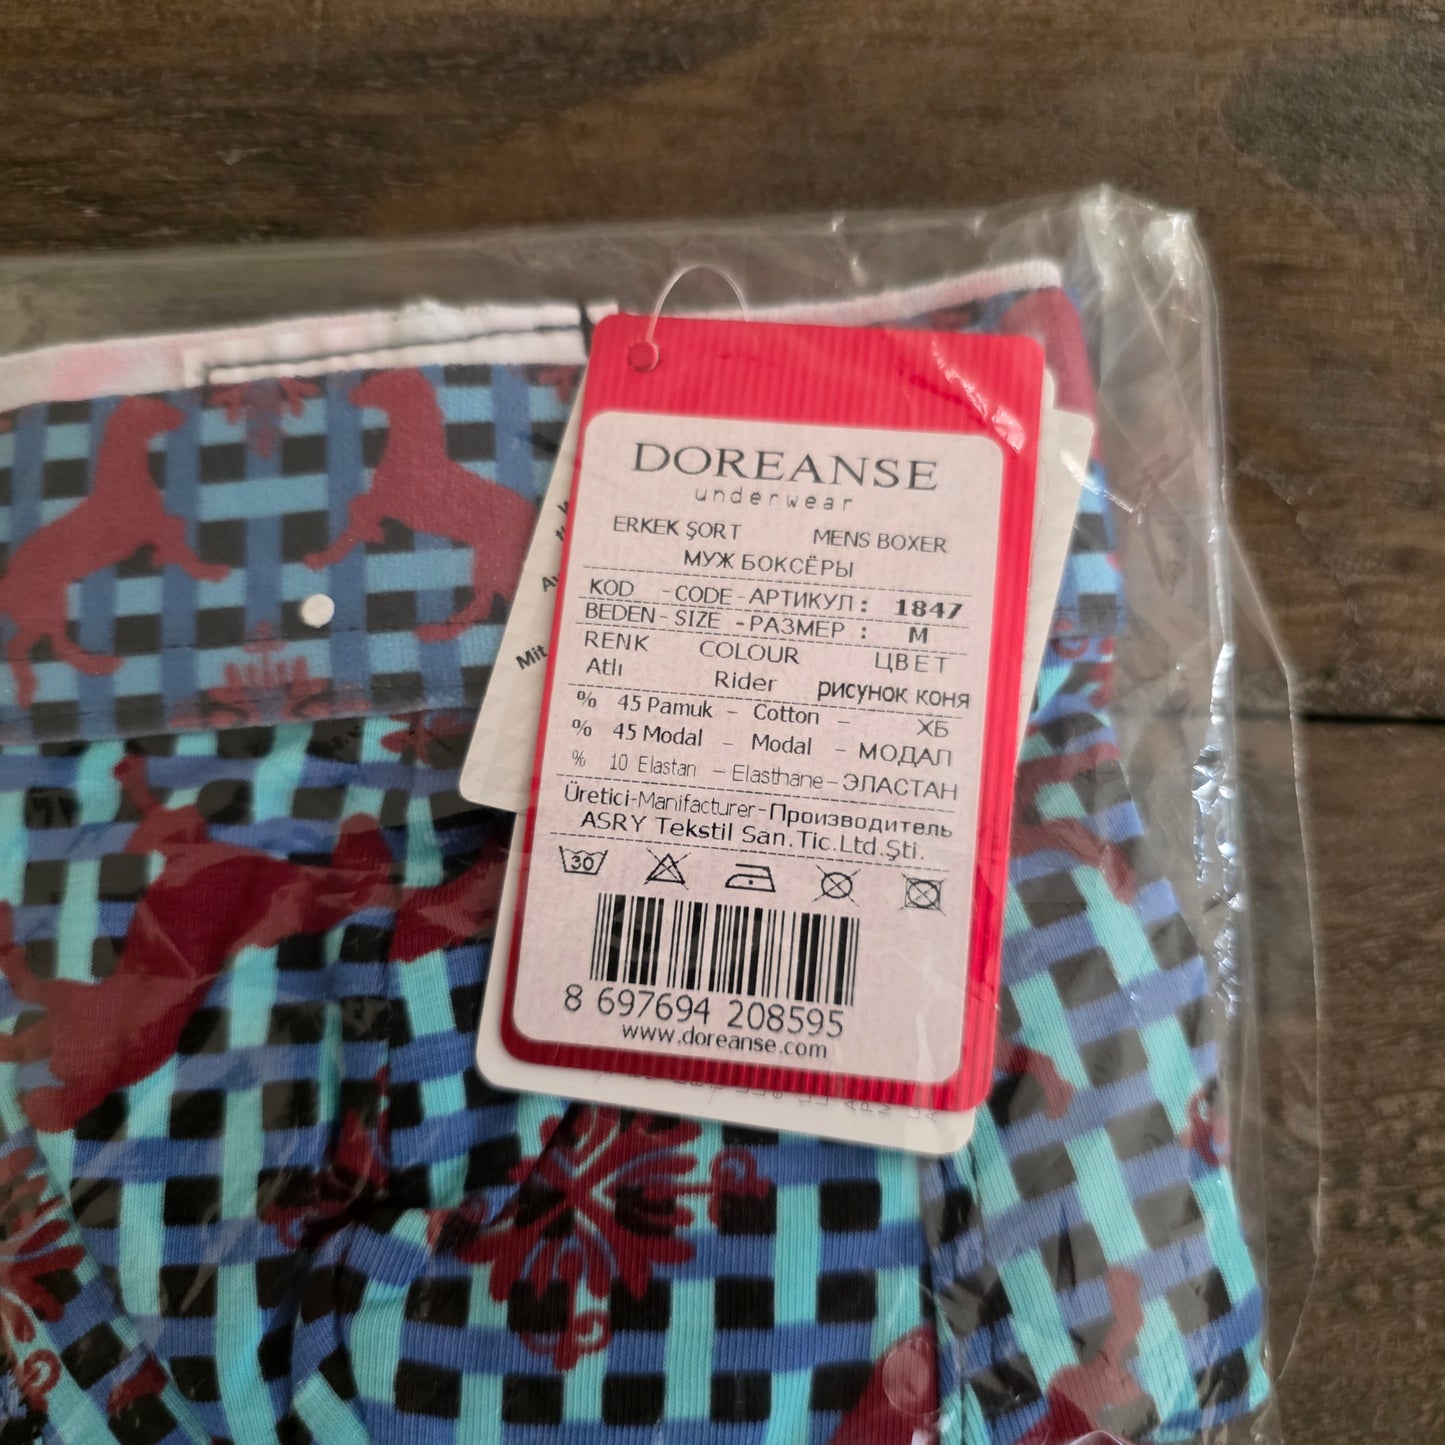 DOREANSE
underwear
ERKEK ŞORT MENS BOXER
МУЖ БОКСЁРЫ
KOD - CODE - АРТИКУЛ : 1847
BEDEN - SIZE - РАЗМЕР : M
RENK COLOUR ЦВЕТ
Atlı Rider рисунок коня
% 45 Pamuk - Cotton - ХБ
% 45 Modal - Modal - МОДАЛ
% 10 Elastan - Elasthane - ЭЛАСТАН
Üretici-Manifacturer-Производитель
ASRY Tekstil San.Tic.Ltd.Şti.
30
8 697694 208595
www.doreanse.com
Mit